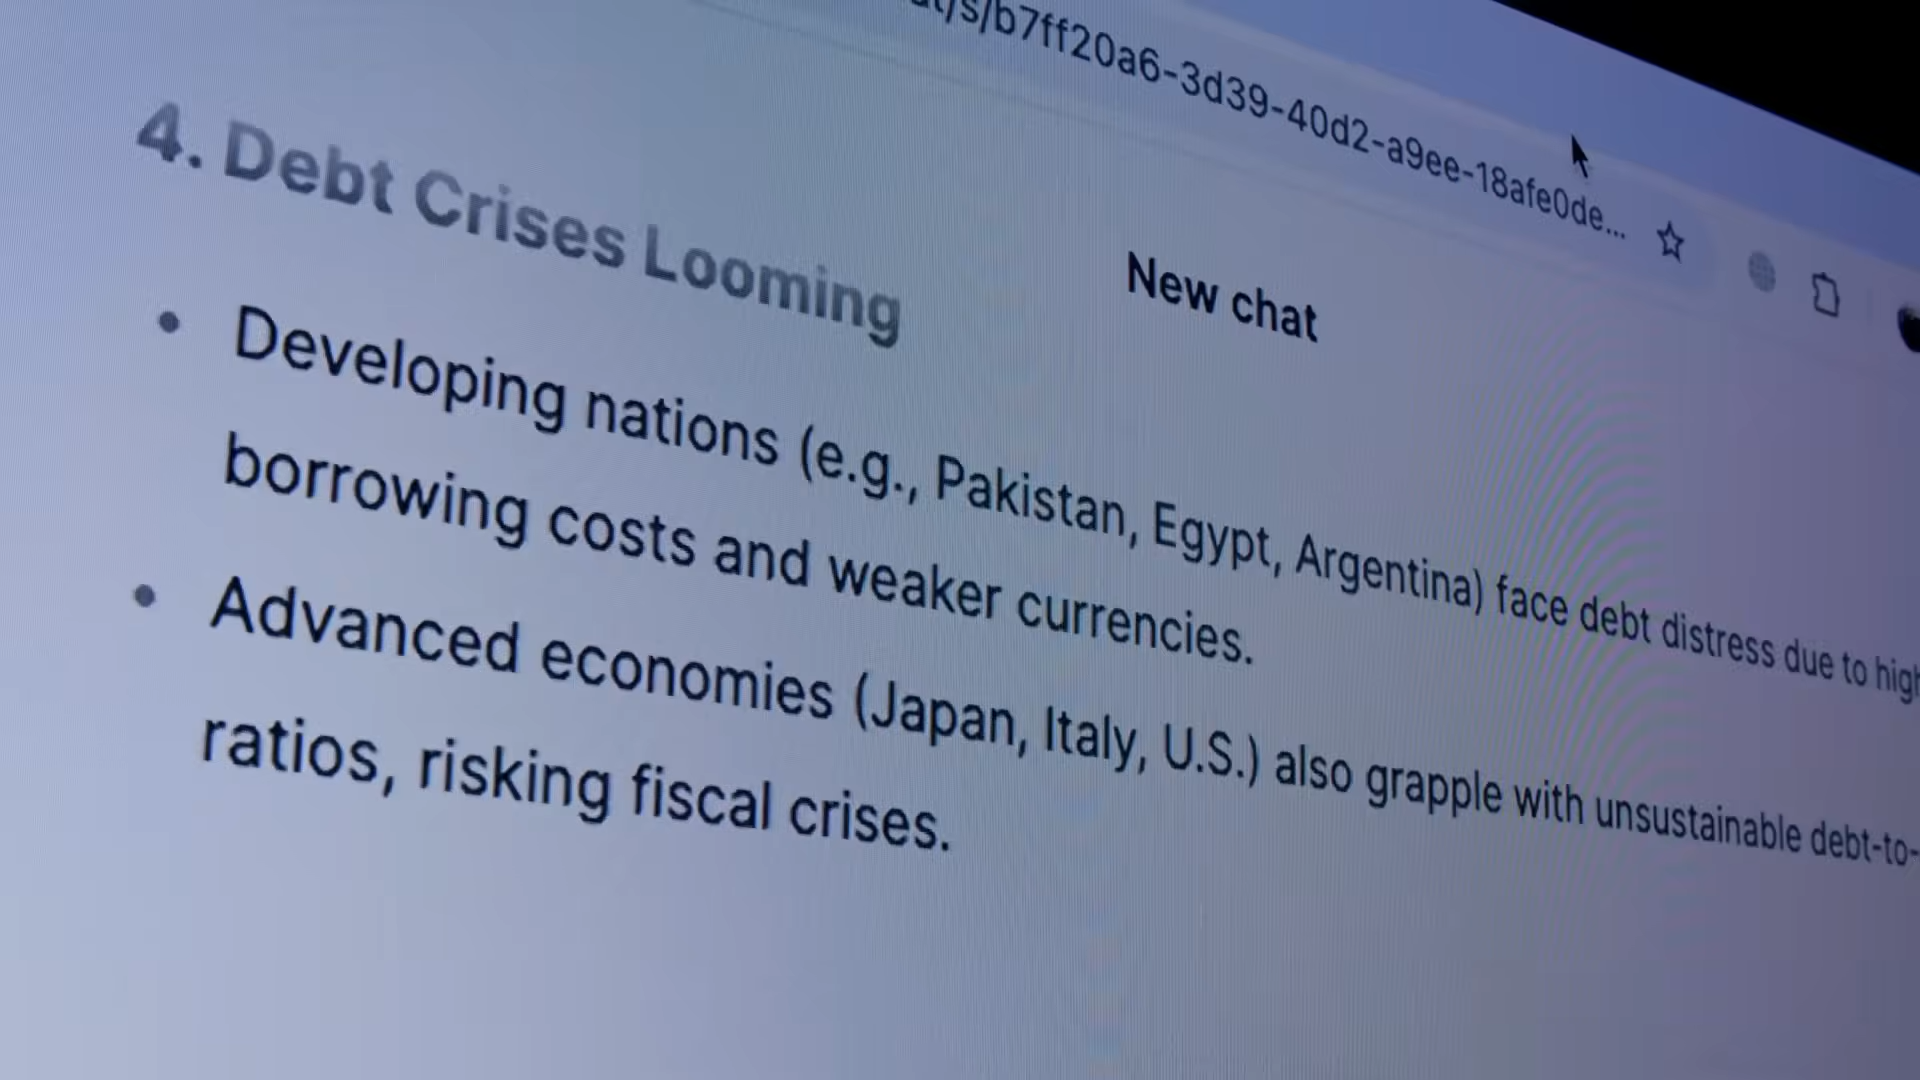 /s/b7ff20a6-3d39-40d2-a9ee-18afe0de...
New chat
4. Debt Crises Looming
• Developing nations (e.g., Pakistan, Egypt, Argentina) face debt distress due to high
borrowing costs and weaker currencies.
• Advanced economies (Japan, Italy, U.S.) also grapple with unsustainable debt-to-
ratios, risking fiscal crises.